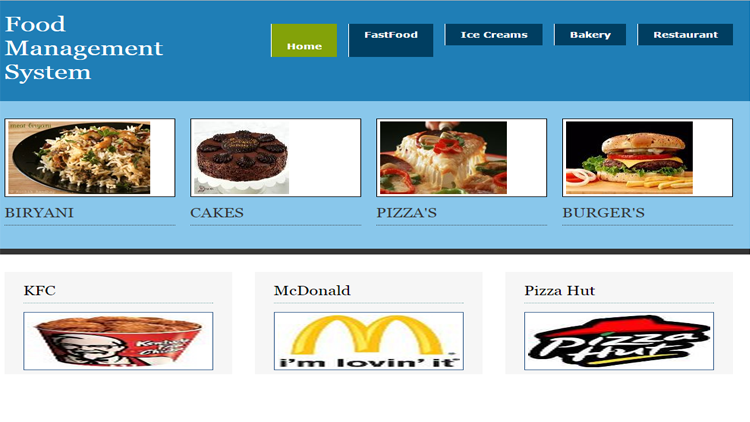 Food
Management
System
Home
FastFood
Ice Creams
Bakery
Restaurant
BIRYANI
CAKES
PIZZA'S
BURGER'S
KFC
McDonald
Pizza Hut
i'm lovin' it
Pizza
Hut